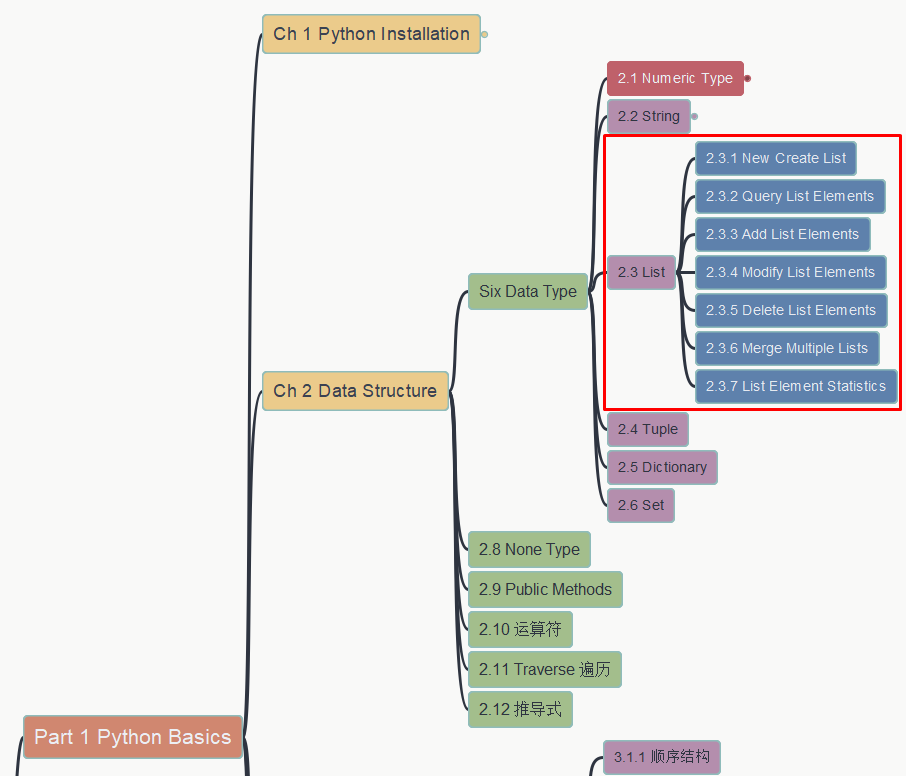 Ch 1 Python Installation
2.1 Numeric Type
2.2 String
2.3.1 New Create List
2.3.2 Query List Elements
2.3.3 Add List Elements
2.3 List
2.3.4 Modify List Elements
Six Data Type
2.3.5 Delete List Elements
2.3.6 Merge Multiple Lists
Ch 2 Data Structure
2.3.7 List Element Statistics
2.4 Tuple
2.5 Dictionary
2.6 Set
2.8 None Type
2.9 Public Methods
2.10 运算符
2.11 Traverse 遍历
2.12 推导式
Part 1 Python Basics
3.1.1 顺序结构